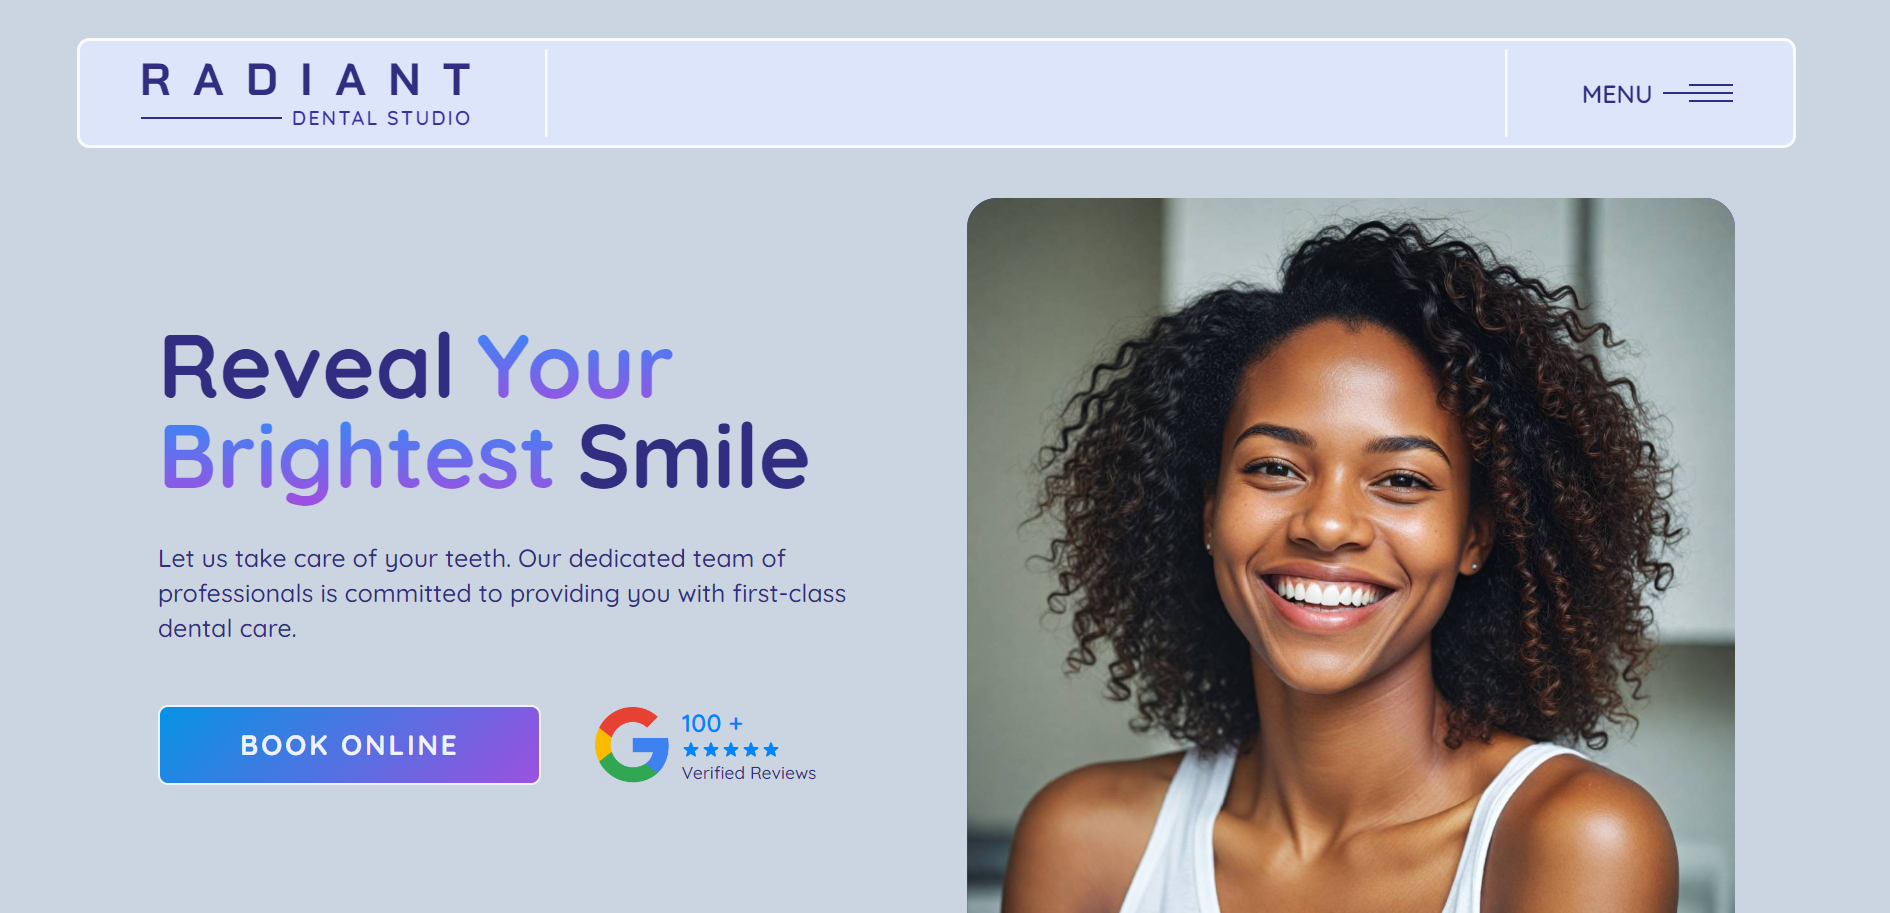 RADIANT
DENTAL STUDIO
MENU
Reveal Your
Brightest Smile
Let us take care of your teeth. Our dedicated team of
professionals is committed to providing you with first-class
dental care.
BOOK ONLINE
100 +
Verified Reviews